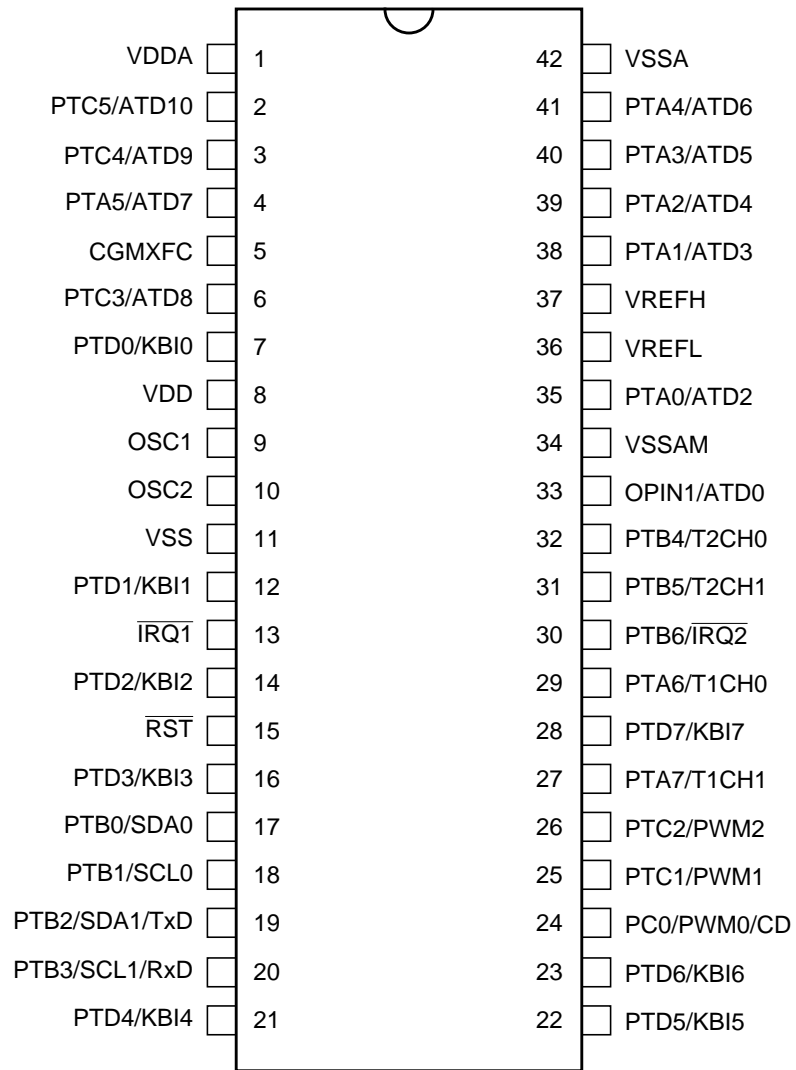 VDDA 1 42 VSSA
PTC5/ATD10 2 41 PTA4/ATD6
PTC4/ATD9 3 40 PTA3/ATD5
PTA5/ATD7 4 39 PTA2/ATD4
CGMXFC 5 38 PTA1/ATD3
PTC3/ATD8 6 37 VREFH
PTD0/KBI0 7 36 VREFL
VDD 8 35 PTA0/ATD2
OSC1 9 34 VSSAM
OSC2 10 33 OPIN1/ATD0
VSS 11 32 PTB4/T2CH0
PTD1/KBI1 12 31 PTB5/T2CH1
I̅R̅Q̅1̅ 13 30 PTB6/I̅R̅Q̅2̅
PTD2/KBI2 14 29 PTA6/T1CH0
R̅S̅T̅ 15 28 PTD7/KBI7
PTD3/KBI3 16 27 PTA7/T1CH1
PTB0/SDA0 17 26 PTC2/PWM2
PTB1/SCL0 18 25 PTC1/PWM1
PTB2/SDA1/TxD 19 24 PC0/PWM0/CD
PTB3/SCL1/RxD 20 23 PTD6/KBI6
PTD4/KBI4 21 22 PTD5/KBI5